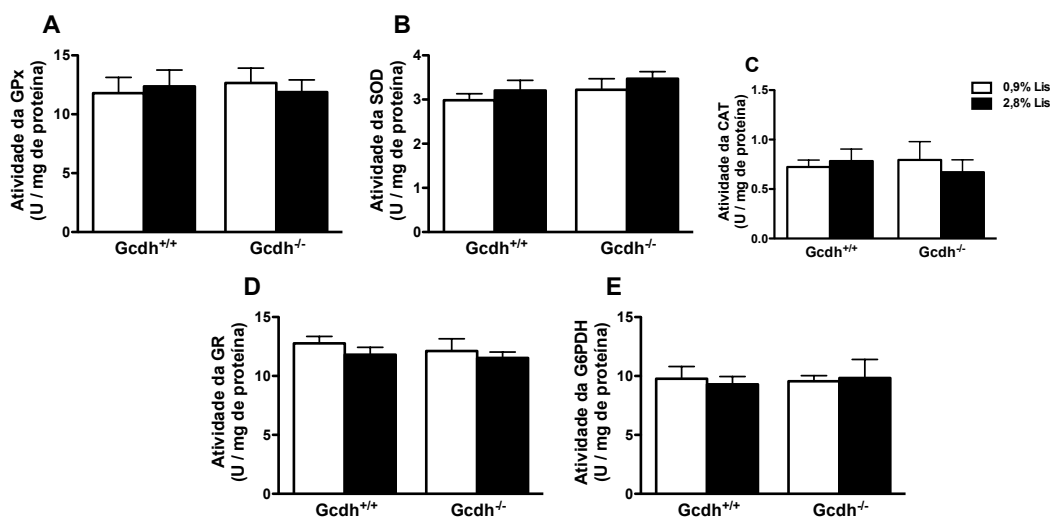 A
Atividade da GPx
(U / mg de proteína)
15
10
5
0
Gcdh+/+
Gcdh-/-
B
Atividade da SOD
(U / mg de proteína)
4
3
2
1
0
Gcdh+/+
Gcdh-/-
C
Atividade da CAT
(U / mg de proteína)
1.5
1.0
0.5
0.0
Gcdh+/+
Gcdh-/-
0,9% Lis
2,8% Lis
D
Atividade da GR
(U / mg de proteína)
15
10
5
0
Gcdh+/+
Gcdh-/-
E
Atividade da G6PDH
(U / mg de proteína)
15
10
5
0
Gcdh+/+
Gcdh-/-